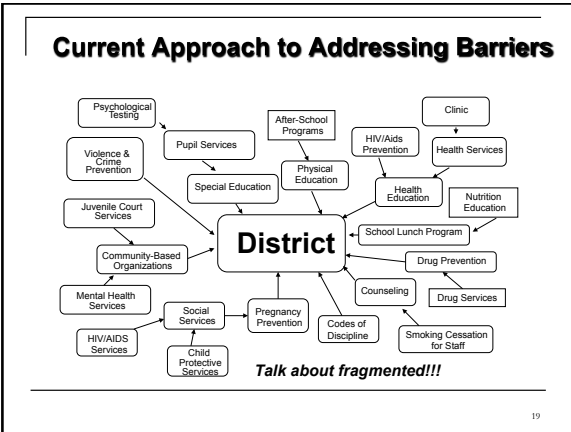 Current Approach to Addressing Barriers
Psychological
Testing
After-School
Programs
Clinic
Violence &
Crime
Prevention
Pupil Services
HIV/Aids
Prevention
Health Services
Physical
Education
Special Education
Health
Education
Nutrition
Education
Juvenile Court
Services
District
School Lunch Program
Community-Based
Organizations
Drug Prevention
Mental Health
Services
Counseling
Drug Services
Social
Services
Pregnancy
Prevention
Codes of
Discipline
Smoking Cessation
for Staff
HIV/AIDS
Services
Child
Protective
Services
Talk about fragmented!!!
19